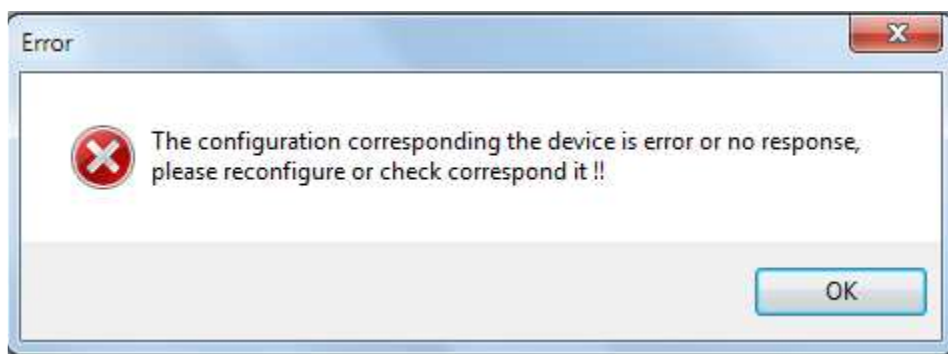 Error
The configuration corresponding the device is error or no response,
please reconfigure or check correspond it !!
OK